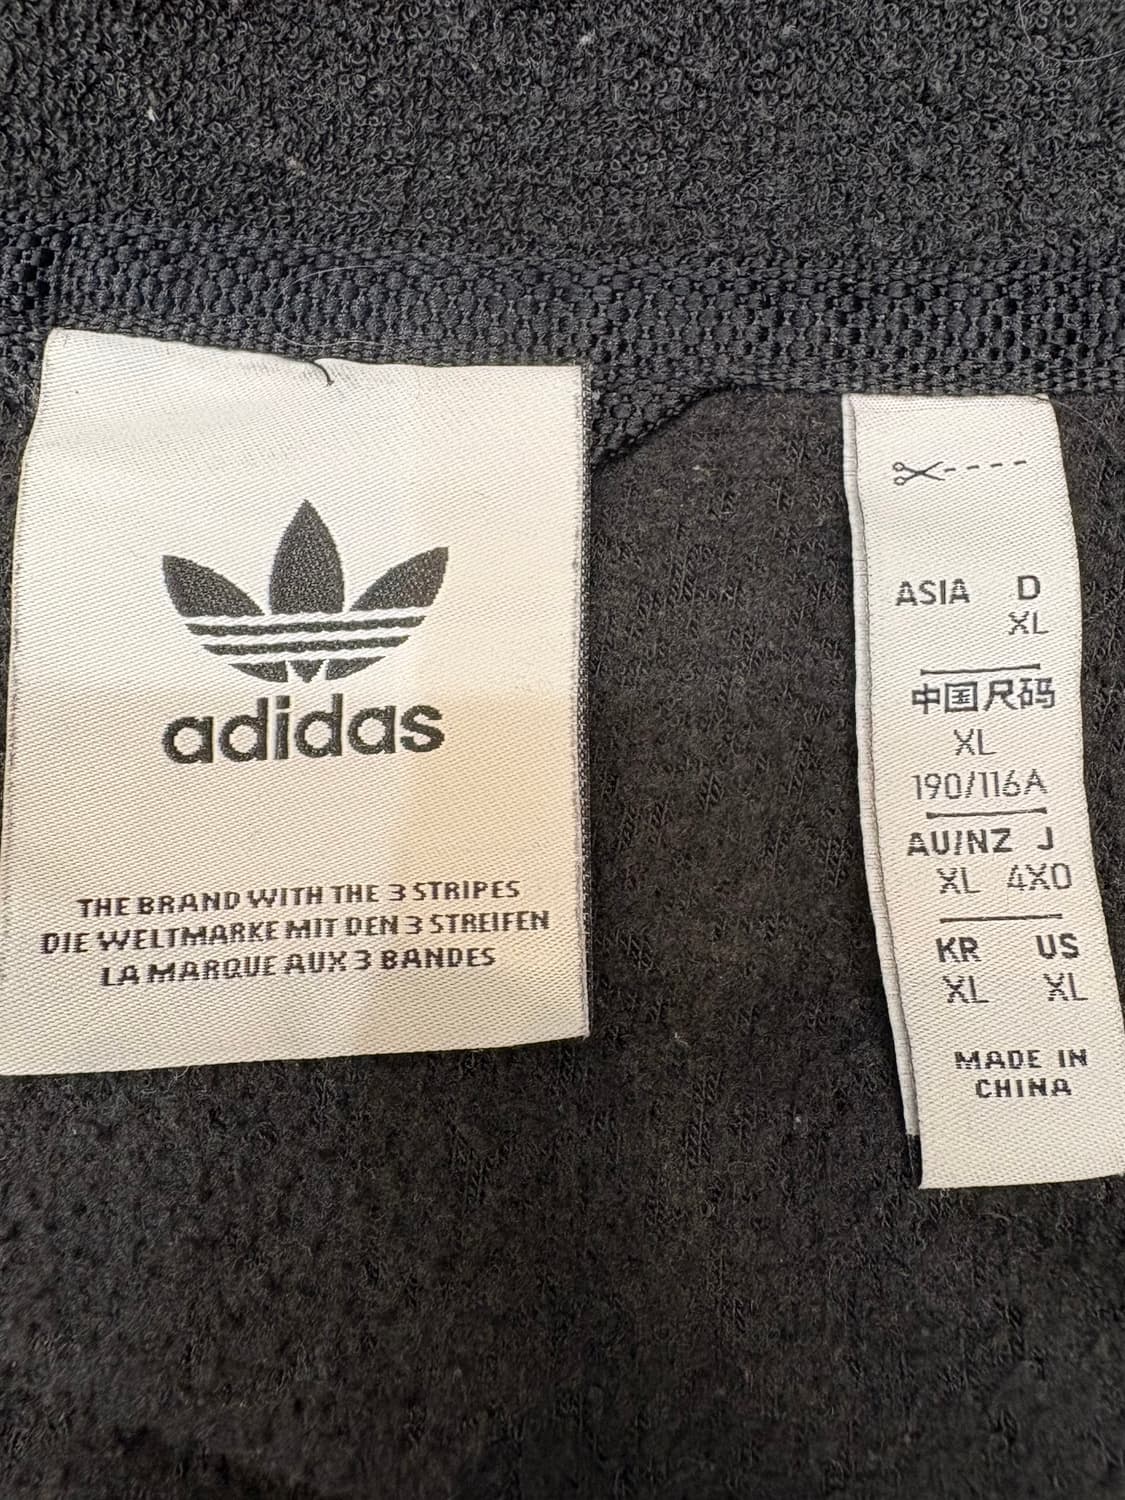 adidas
THE BRAND WITH THE 3 STRIPES
DIE WELTMARKE MIT DEN 3 STREIFEN
LA MARQUE AUX 3 BANDES
ASIA D
XL
中国尺码
XL
190/116A
AU/NZ J
XL 4XO
KR US
XL XL
MADE IN
CHINA